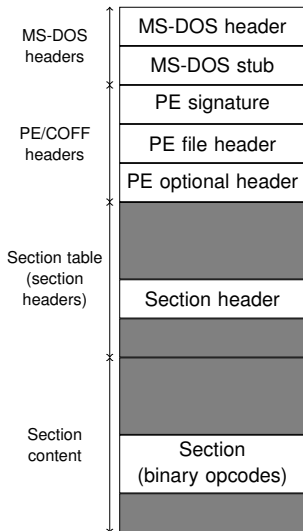 MS-DOS
headers
MS-DOS header
MS-DOS stub
PE/COFF
headers
PE signature
PE file header
PE optional header
Section table
(section
headers)
Section header
Section
content
Section
(binary opcodes)